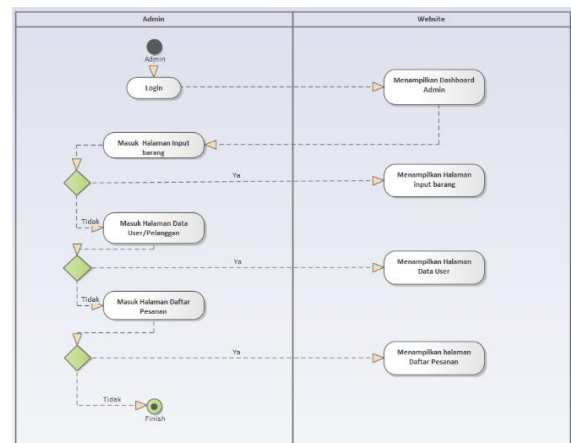 Admin
Website
Admin
Login
Menampilkan Dashboard
Admin
Masuk Halaman Input
barang
Ya
Menampilkan Halaman
input barang
Tidak
Masuk Halaman Data
User/Pelanggan
Ya
Menampilkan Halaman
Data User
Tidak
Masuk Halaman Daftar
Pesanan
Ya
Menampilkan halaman
Daftar Pesanan
Tidak
Finish